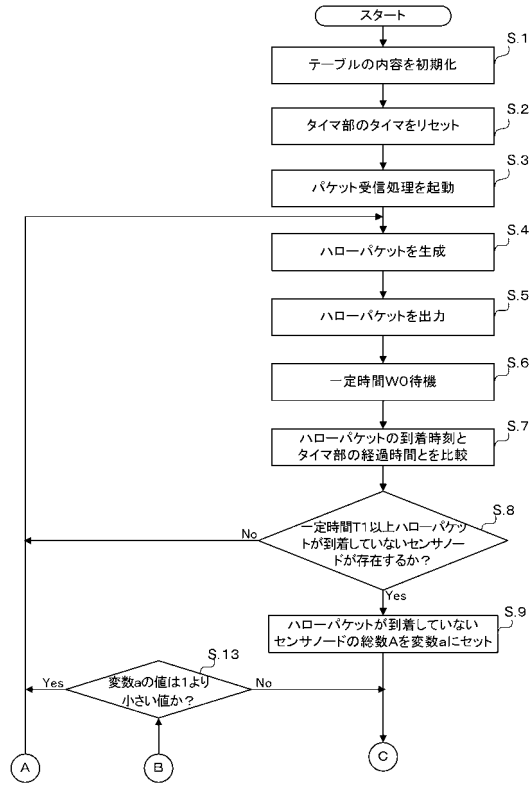 スタート
S.1
テーブルの内容を初期化
S.2
タイマ部のタイマをリセット
S.3
パケット受信処理を起動
S.4
ハローパケットを生成
S.5
ハローパケットを出力
S.6
一定時間W0待機
S.7
ハローパケットの到着時刻と
タイマ部の経過時間とを比較
S.8
一定時間T1以上ハローパケッ
トが到着していないセンサノー
ドが存在するか？
No
Yes
S.9
ハローパケットが到着していない
センサノードの総数Aを変数aにセット
S.13
変数aの値は1より
小さい値か？
Yes
No
A
B
C